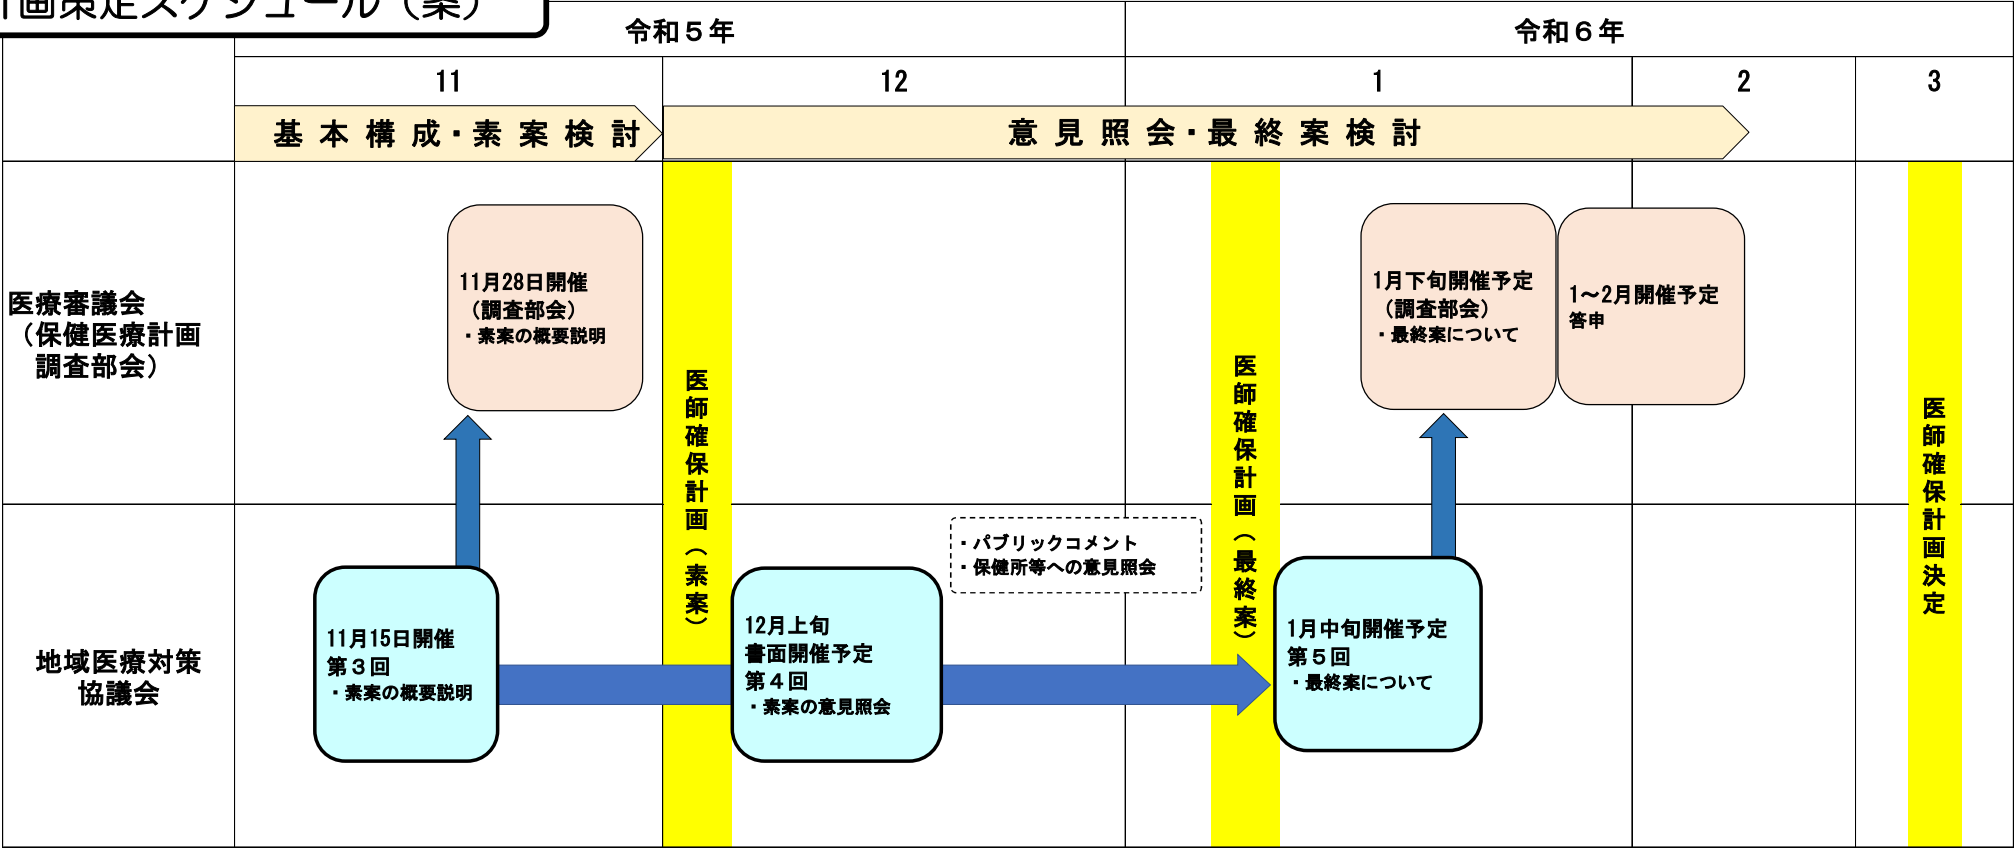 画策定スケジュール（案）
令和５年
令和６年
11
12
1
2
3
基本構成・素案検討
意見照会・最終案検討
医療審議会
（保健医療計画
調査部会）
11月28日開催
（調査部会）
・素案の概要説明
1月下旬開催予定
（調査部会）
・最終案について
1～2月開催予定
答申
医師確保計画（素案）
医師確保計画（最終案）
医師確保計画決定
・パブリックコメント
・保健所等への意見照会
地域医療対策
協議会
11月15日開催
第３回
・素案の概要説明
12月上旬
書面開催予定
第４回
・素案の意見照会
1月中旬開催予定
第５回
・最終案について